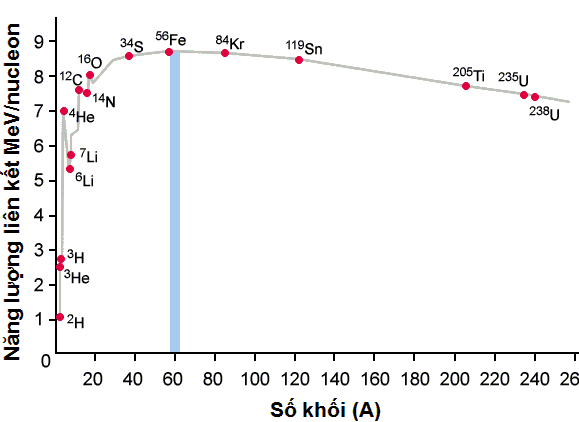 Năng lượng liên kết MeV/nucleon
9
8
7
6
5
4
3
2
1
0
20 40 60 80 100 120 140 160 180 200 220 240 26
Số khối (A)
²H
³He
³H
⁶Li
⁷Li
⁴He
¹²C
¹⁴N
¹⁶O
³⁴S
⁵⁶Fe
⁸⁴Kr
¹¹⁹Sn
²⁰⁵Ti
²³⁵U
²³⁸U